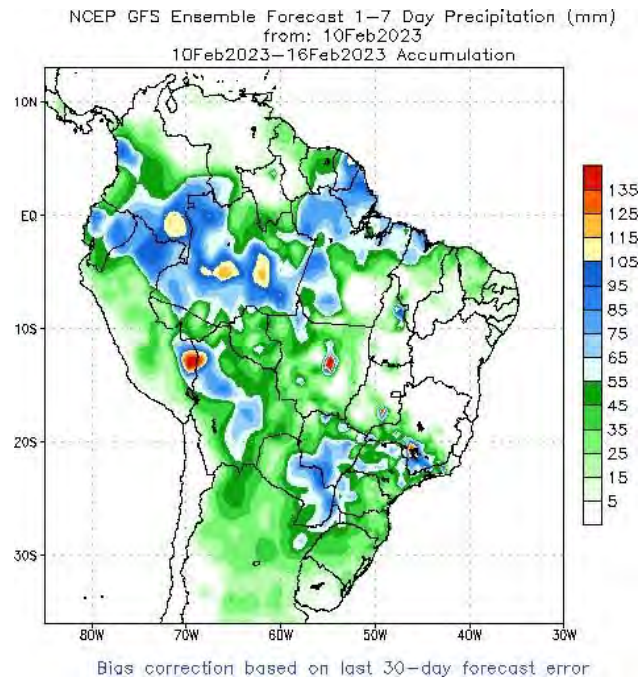 NCEP GFS Ensemble Forecast 1–7 Day Precipitation (mm)
from: 10Feb2023
10Feb2023–16Feb2023 Accumulation
10N
EQ
10S
20S
30S
80W 70W 60W 50W 40W 30W
135
125
115
105
95
85
75
65
55
45
35
25
15
5
Bias correction based on last 30-day forecast error